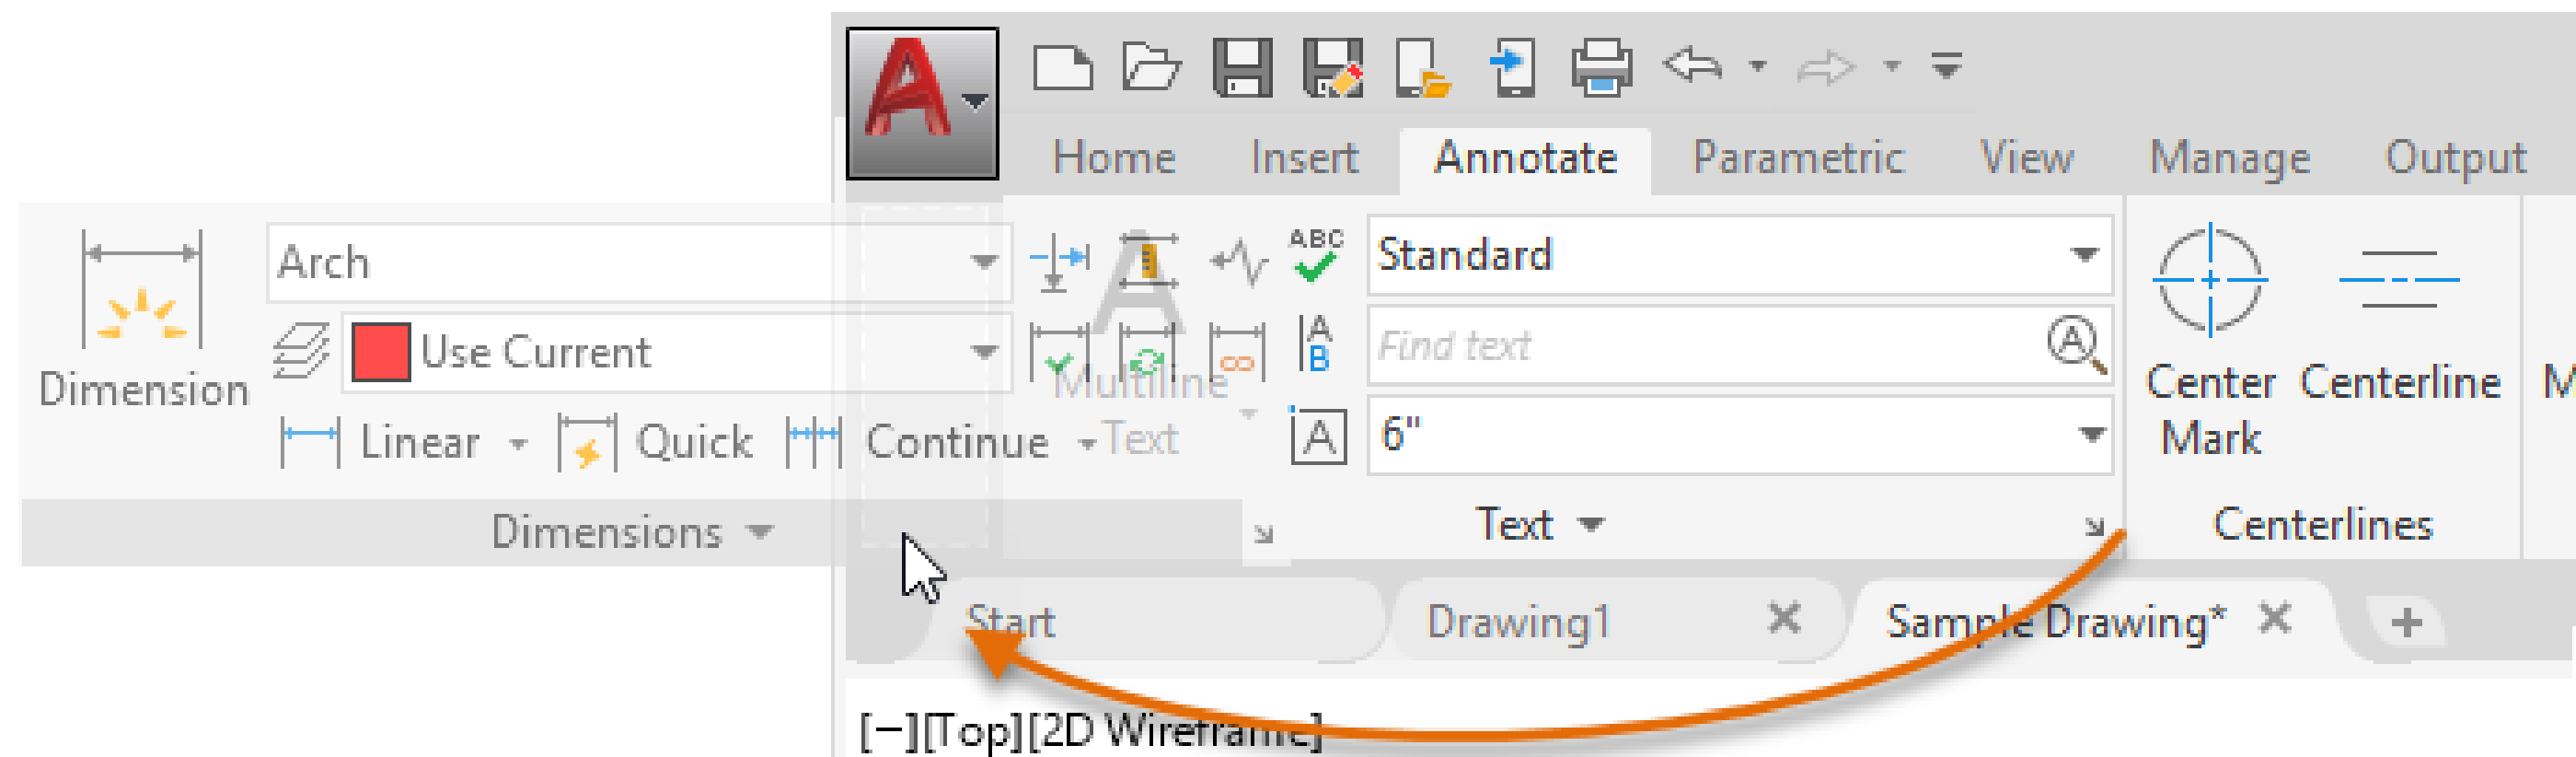 Home Insert Annotate Parametric View Manage Output
Arch
ABC
Standard
Use Current
A
B
Find text
A
Dimension
Multiline
Text
Center
Mark
Centerline
M
Linear Quick Continue
A
6"
Dimensions
Text
Centerlines
Start Drawing1 Sample Drawing*
[−][Top][2D Wireframe]